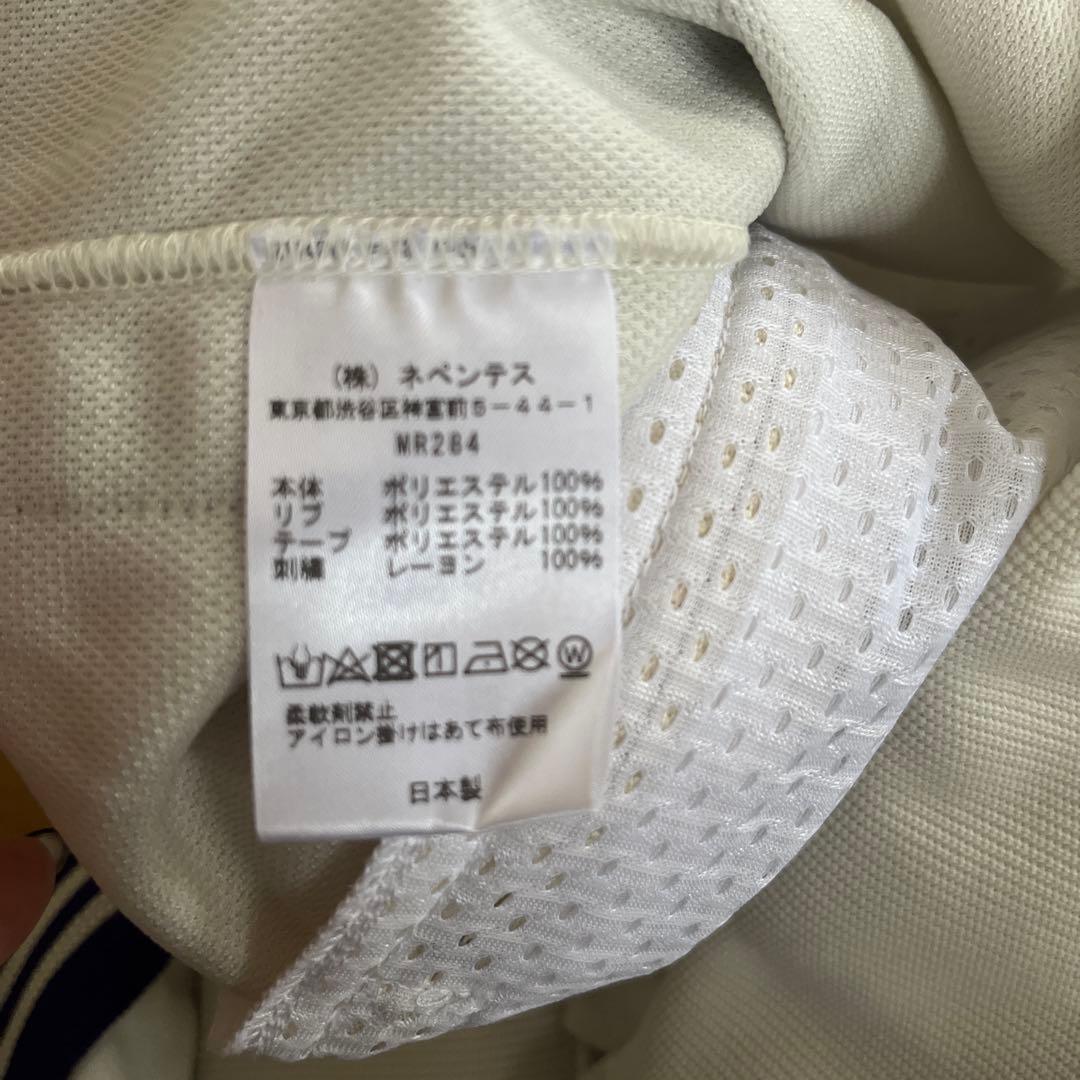 (株) ネペンテス
東京都渋谷区神宮前5-44-1
MR284
本体 ポリエステル100%
リブ ポリエステル100%
テープ ポリエステル100%
刺繍 レーヨン 100%
W
柔軟剤禁止
アイロン掛けはあて布使用
日本製